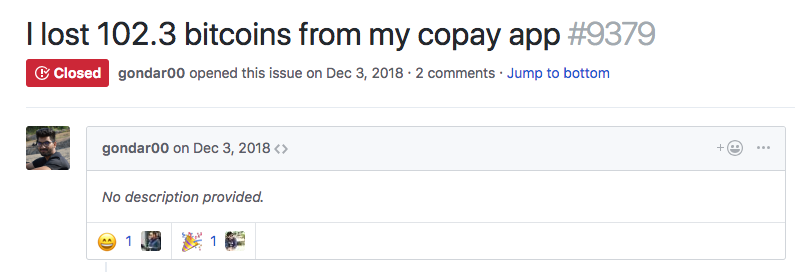 I lost 102.3 bitcoins from my copay app #9379
Closed gondar00 opened this issue on Dec 3, 2018 · 2 comments · Jump to bottom
gondar00 on Dec 3, 2018
No description provided.
1 1